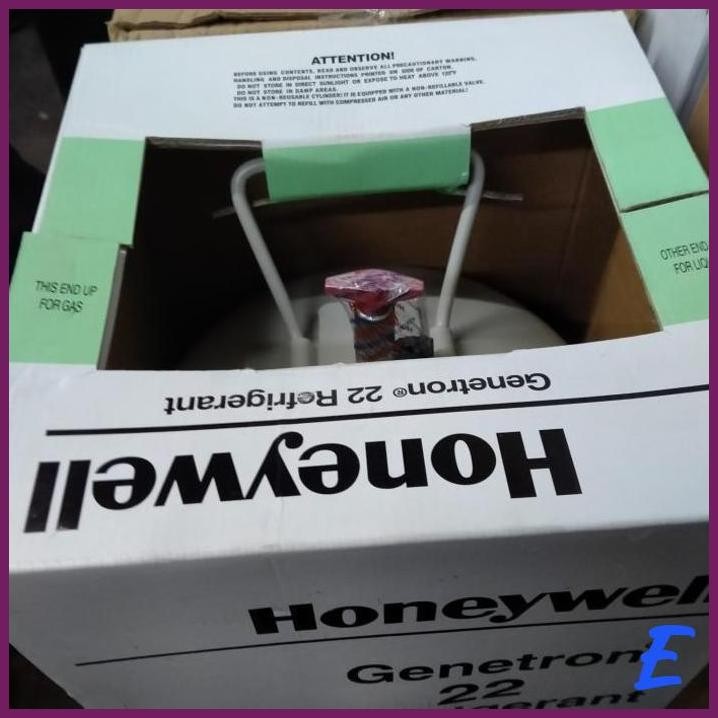 ATTENTION!
BEFORE USING CONTENTS, READ AND OBSERVE ALL PRECAUTIONARY WARNING,
HANDLING AND DISPOSAL INSTRUCTIONS PRINTED ON SIDE OF CARTON.
DO NOT STORE IN DIRECT SUNLIGHT OR EXPOSE TO HEAT ABOVE 125°F
DO NOT STORE IN DAMP AREAS.
THIS IS A NON-REUSABLE CYLINDER! IT IS EQUIPPED WITH A NON-REFILLABLE VALVE.
DO NOT ATTEMPT TO REFILL WITH COMPRESSED AIR OR ANY OTHER MATERIAL!
THIS END UP
FOR GAS
OTHER END
FOR LIQ
Genetron® 22 Refrigerant
Honeywell
Honeywell
Genetron
22
E